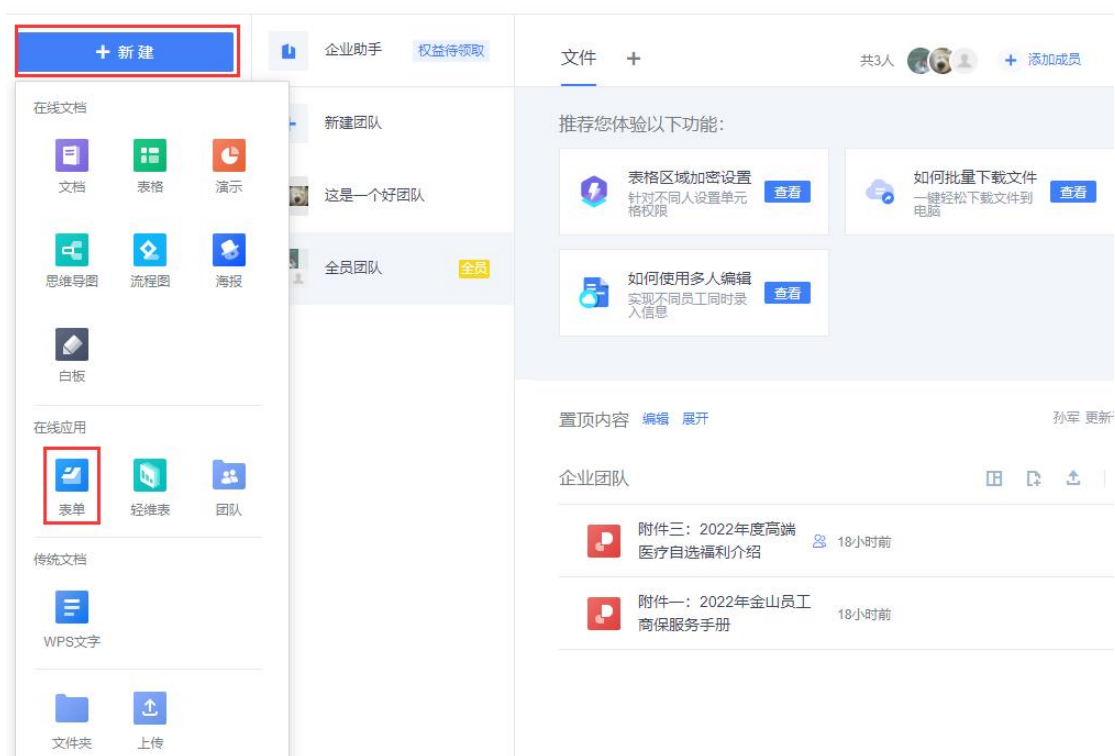 + 新建
在线文档
文档
表格
演示
思维导图
流程图
海报
白板
在线应用
表单
轻维表
团队
传统文档
WPS文字
文件夹
上传
企业助手
权益待领取
新建团队
这是一个好团队
全员团队
全员
文件 +
共3人
+ 添加成员
推荐您体验以下功能：
表格区域加密设置
针对不同人设置单元
格权限
查看
如何批量下载文件
一键轻松下载文件到
电脑
查看
如何使用多人编辑
实现不同员工同时录
入信息
查看
置顶内容 编辑 展开
孙军 更新
企业团队
附件三：2022年度高端
医疗自选福利介绍
18小时前
附件一：2022年金山员工
商保服务手册
18小时前